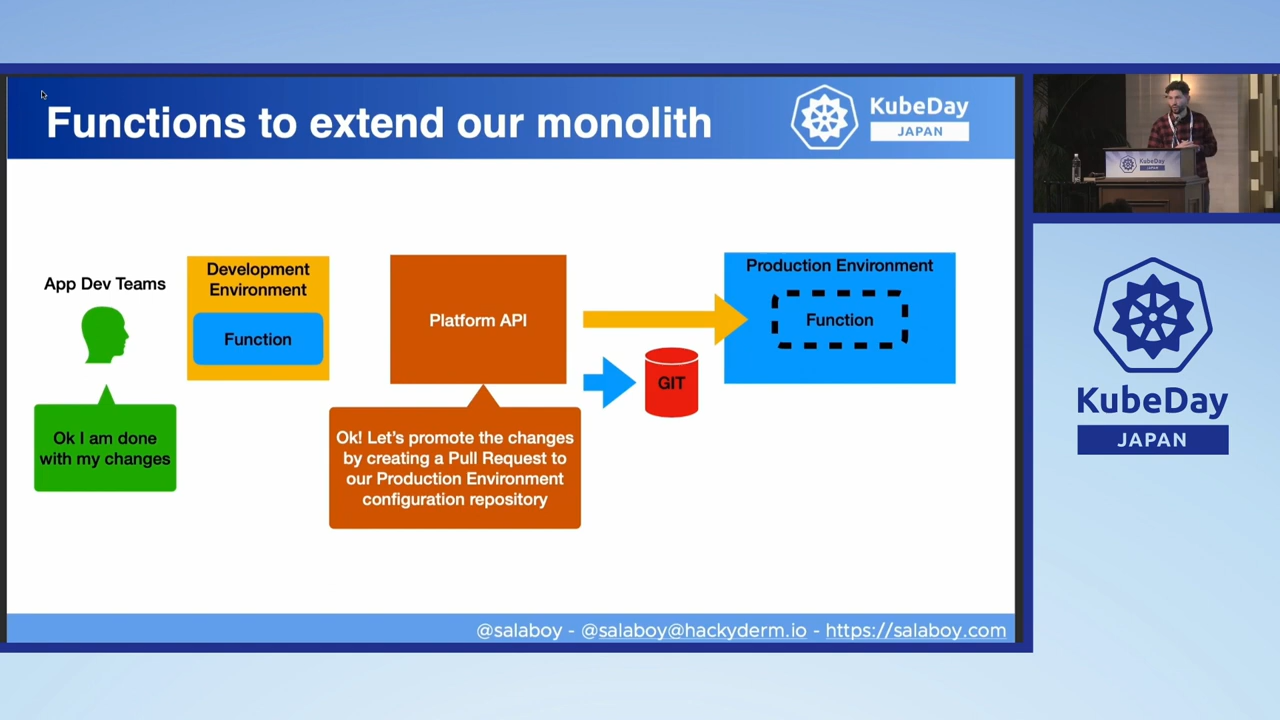 Functions to extend our monolith
KubeDay
JAPAN
App Dev Teams
Development
Environment
Function
Platform API
Production Environment
Function
GIT
Ok I am done
with my changes
Ok! Let's promote the changes
by creating a Pull Request to
our Production Environment
configuration repository
@salaboy - @salaboy@hackyderm.io - https://salaboy.com
KubeDay
JAPAN
KubeDay
JAPAN